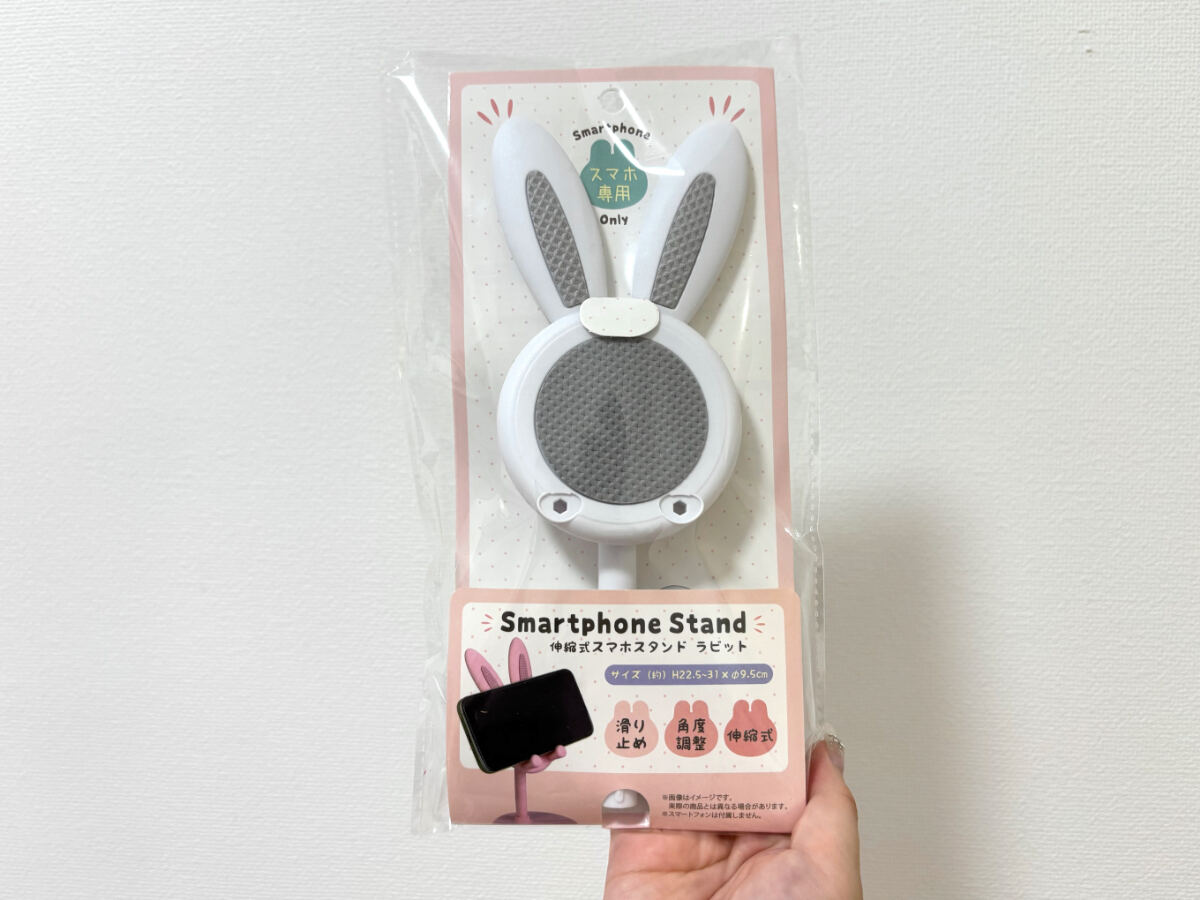 Smartphone
スマホ
専用
Only
Smartphone Stand
伸縮式スマホスタンド ラビット
サイズ（約）H22.5~31×φ9.5cm
滑り
止め
角度
調整
伸縮式
※画像はイメージです。
実際の商品とは異なる場合があります。
※スマートフォンは付属しません。